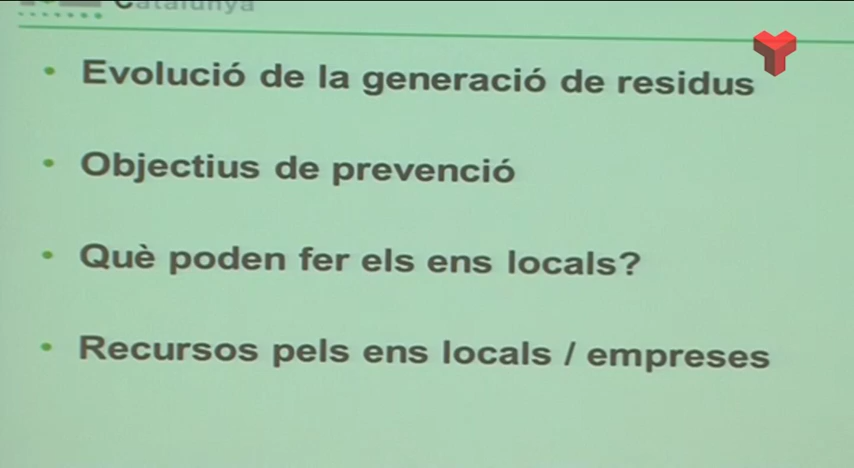 Catalunya
Evolució de la generació de residus
Objectius de prevenció
Què poden fer els ens locals?
Recursos pels ens locals / empreses